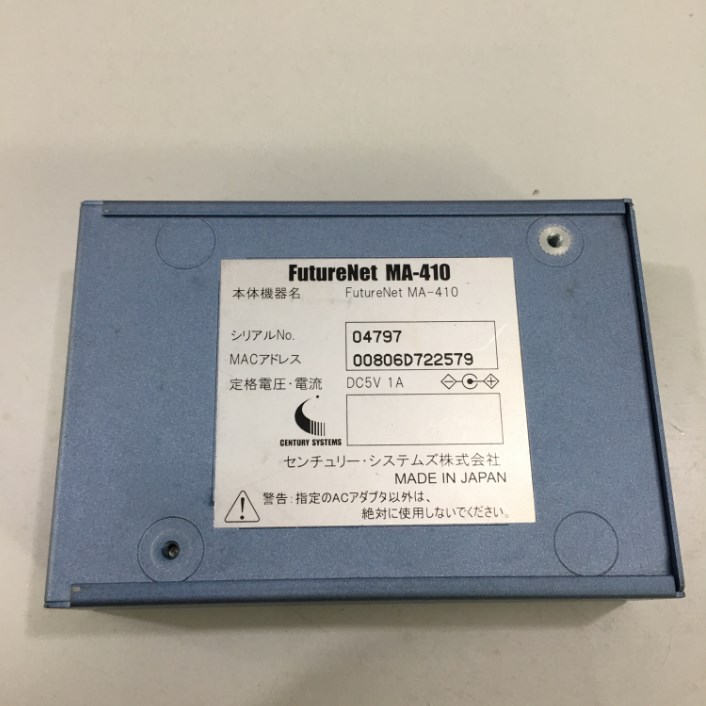 FutureNet MA-410
本体機器名 FutureNet MA-410
シリアルNo. 04797
MACアドレス 00806D722579
定格電圧・電流 DC5V 1A
CENTURY SYSTEMS
センチュリー・システムズ株式会社
MADE IN JAPAN
警告:指定のACアダプタ以外は、
絶対に使用しないでください。